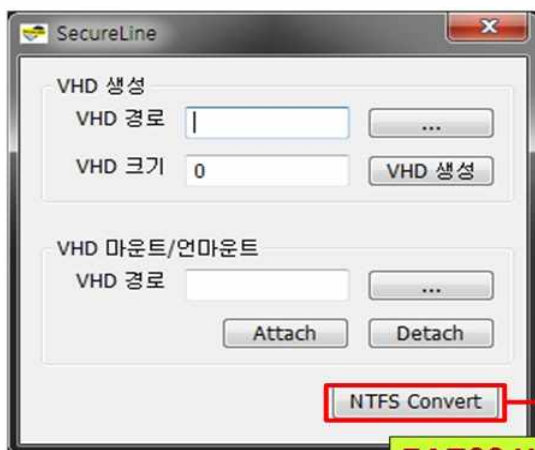 SecureLine
VHD 생성
VHD 경로
...
VHD 크기 0 VHD 생성
VHD 마운트/언마운트
VHD 경로
...
Attach Detach
NTFS Convert